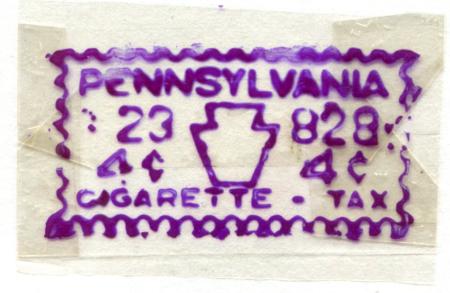 PENNSYLVANIA
23 828
4¢ 4¢
CIGARETTE - TAX